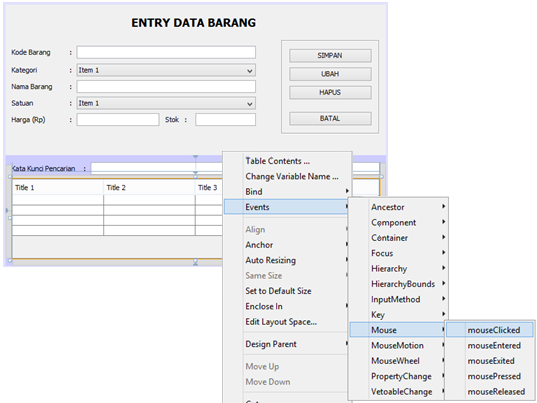 ENTRY DATA BARANG
Kode Barang :
Kategori : Item 1
Nama Barang :
Satuan : Item 1
Harga (Rp) : Stok :
SIMPAN
UBAH
HAPUS
BATAL
Kata Kunci Pencarian :
Title 1 Title 2 Title 3
Table Contents ...
Change Variable Name ...
Bind
Events
Align
Anchor
Auto Resizing
Same Size
Set to Default Size
Enclose In
Edit Layout Space...
Design Parent
Move Up
Move Down
Ancestor
Component
Container
Focus
Hierarchy
HierarchyBounds
InputMethod
Key
Mouse
MouseMotion
MouseWheel
PropertyChange
VetoableChange
mouseClicked
mouseEntered
mouseExited
mousePressed
mouseReleased